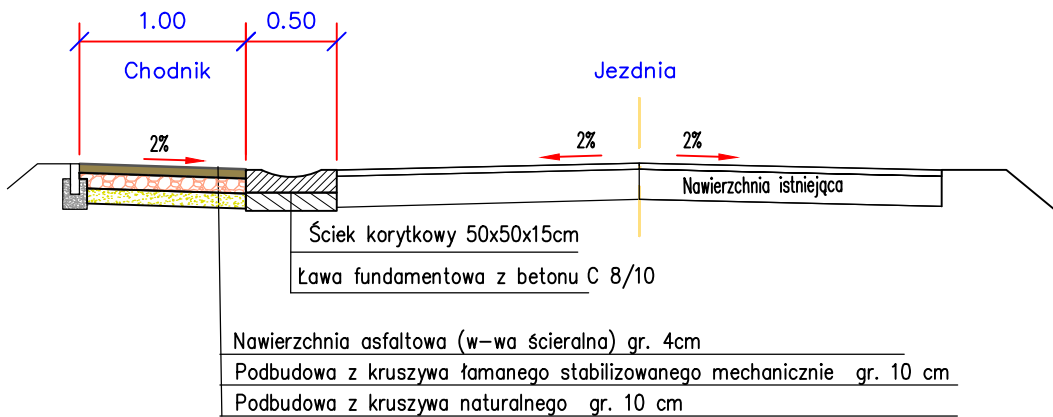 1.00 0.50
Chodnik Jezdnia
2% 2% 2%
Nawierzchnia istniejąca
Ściek korytkowy 50x50x15cm
Ława fundamentowa z betonu C 8/10
Nawierzchnia asfaltowa (w-wa ścieralna) gr. 4cm
Podbudowa z kruszywa łamanego stabilizowanego mechanicznie gr. 10 cm
Podbudowa z kruszywa naturalnego gr. 10 cm